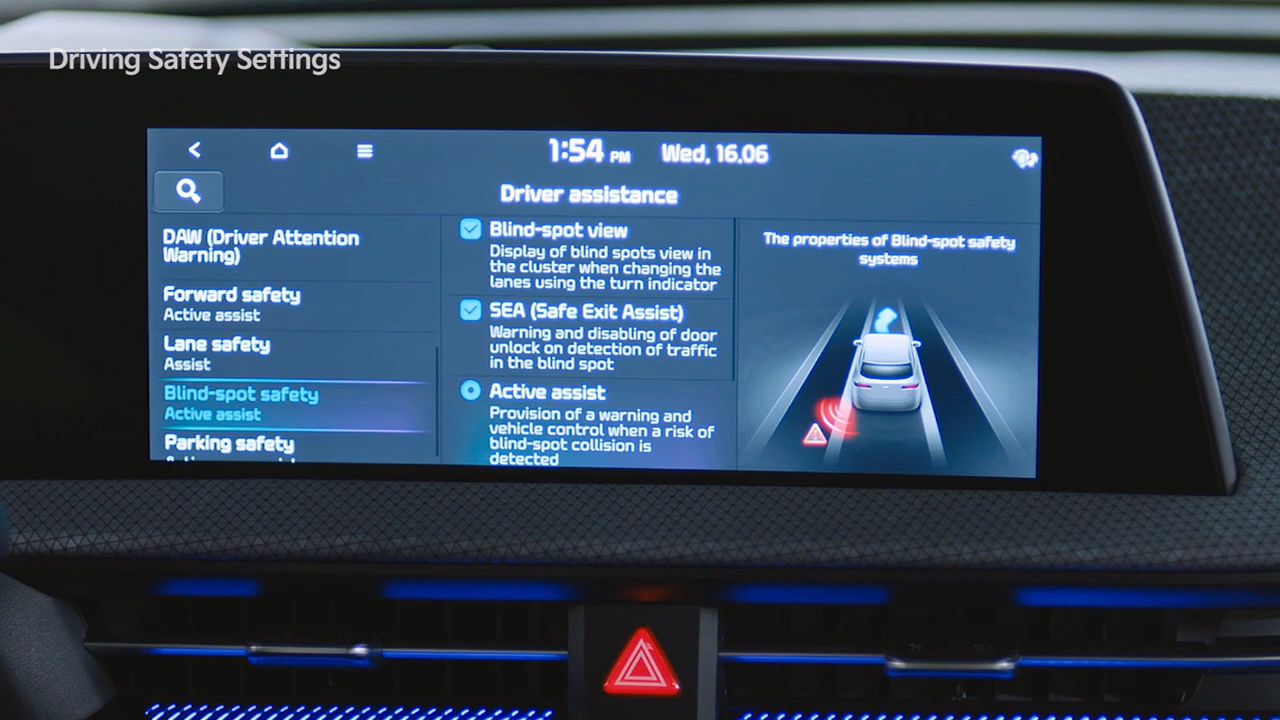 Driving Safety Settings
1:54 PM Wed, 16.06
Driver assistance
DAW (Driver Attention
Warning)
Forward safety
Active assist
Lane safety
Assist
Blind-spot safety
Active assist
Parking safety
Blind-spot view
Display of blind spots view in
the cluster when changing the
lanes using the turn indicator
SEA (Safe Exit Assist)
Warning and disabling of door
unlock on detection of traffic
in the blind spot
Active assist
Provision of a warning and
vehicle control when a risk of
blind-spot collision is
detected
The properties of Blind-spot safety
systems